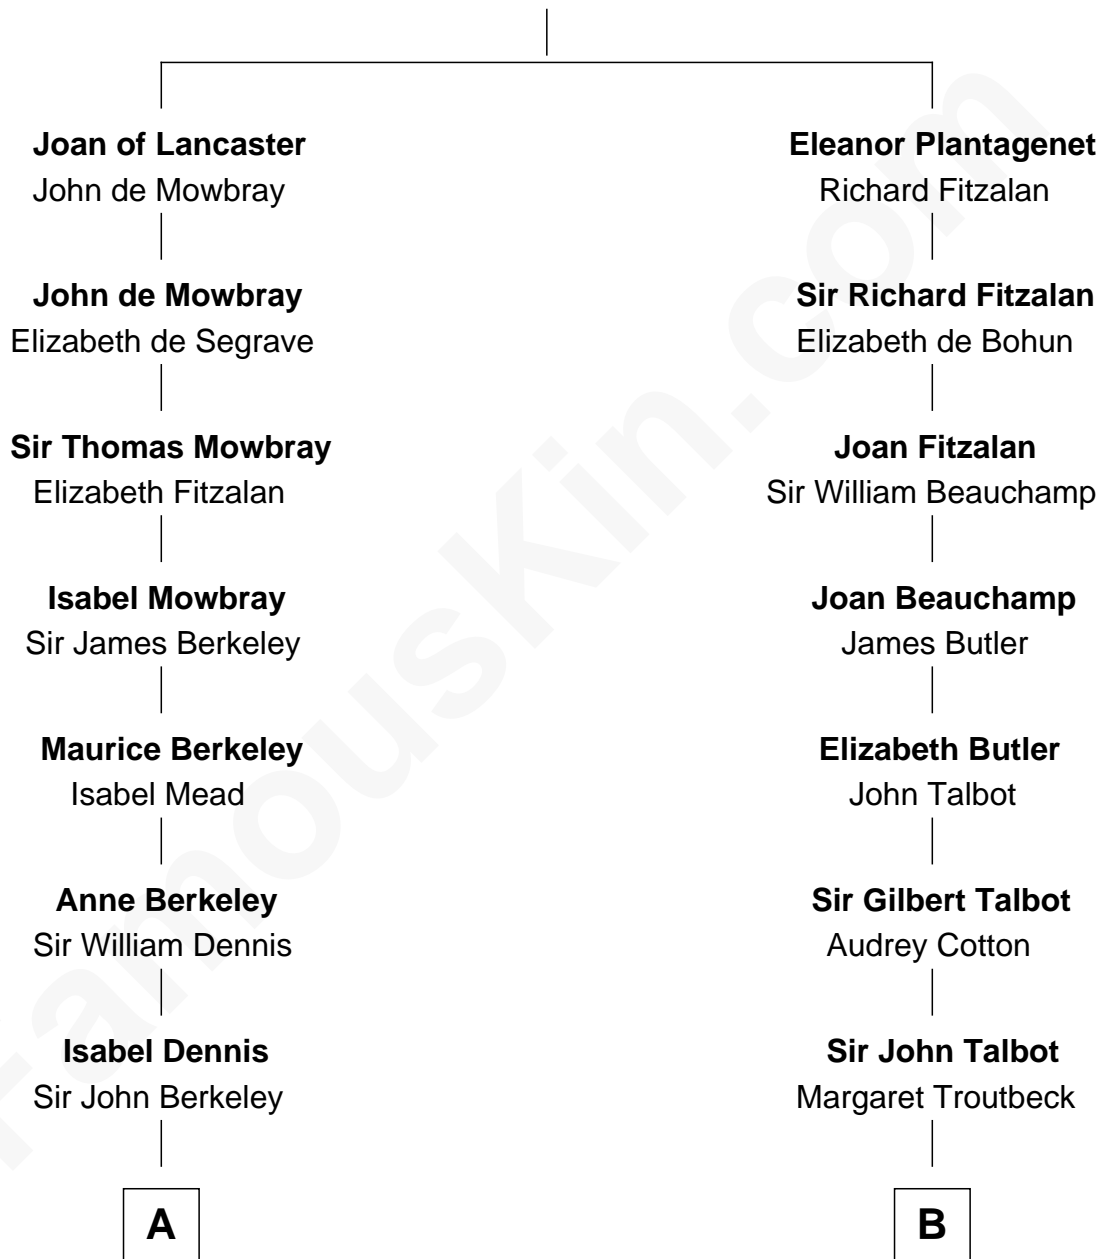 Joan of Lancaster
John de Mowbray
John de Mowbray
Elizabeth de Segrave
Sir Thomas Mowbray
Elizabeth Fitzalan
Isabel Mowbray
Sir James Berkeley
Maurice Berkeley
Isabel Mead
Anne Berkeley
Sir William Dennis
Isabel Dennis
Sir John Berkeley
A
Eleanor Plantagenet
Richard Fitzalan
Sir Richard Fitzalan
Elizabeth de Bohun
Joan Fitzalan
Sir William Beauchamp
Joan Beauchamp
James Butler
Elizabeth Butler
John Talbot
Sir Gilbert Talbot
Audrey Cotton
Sir John Talbot
Margaret Troutbeck
B
FamousKin.com